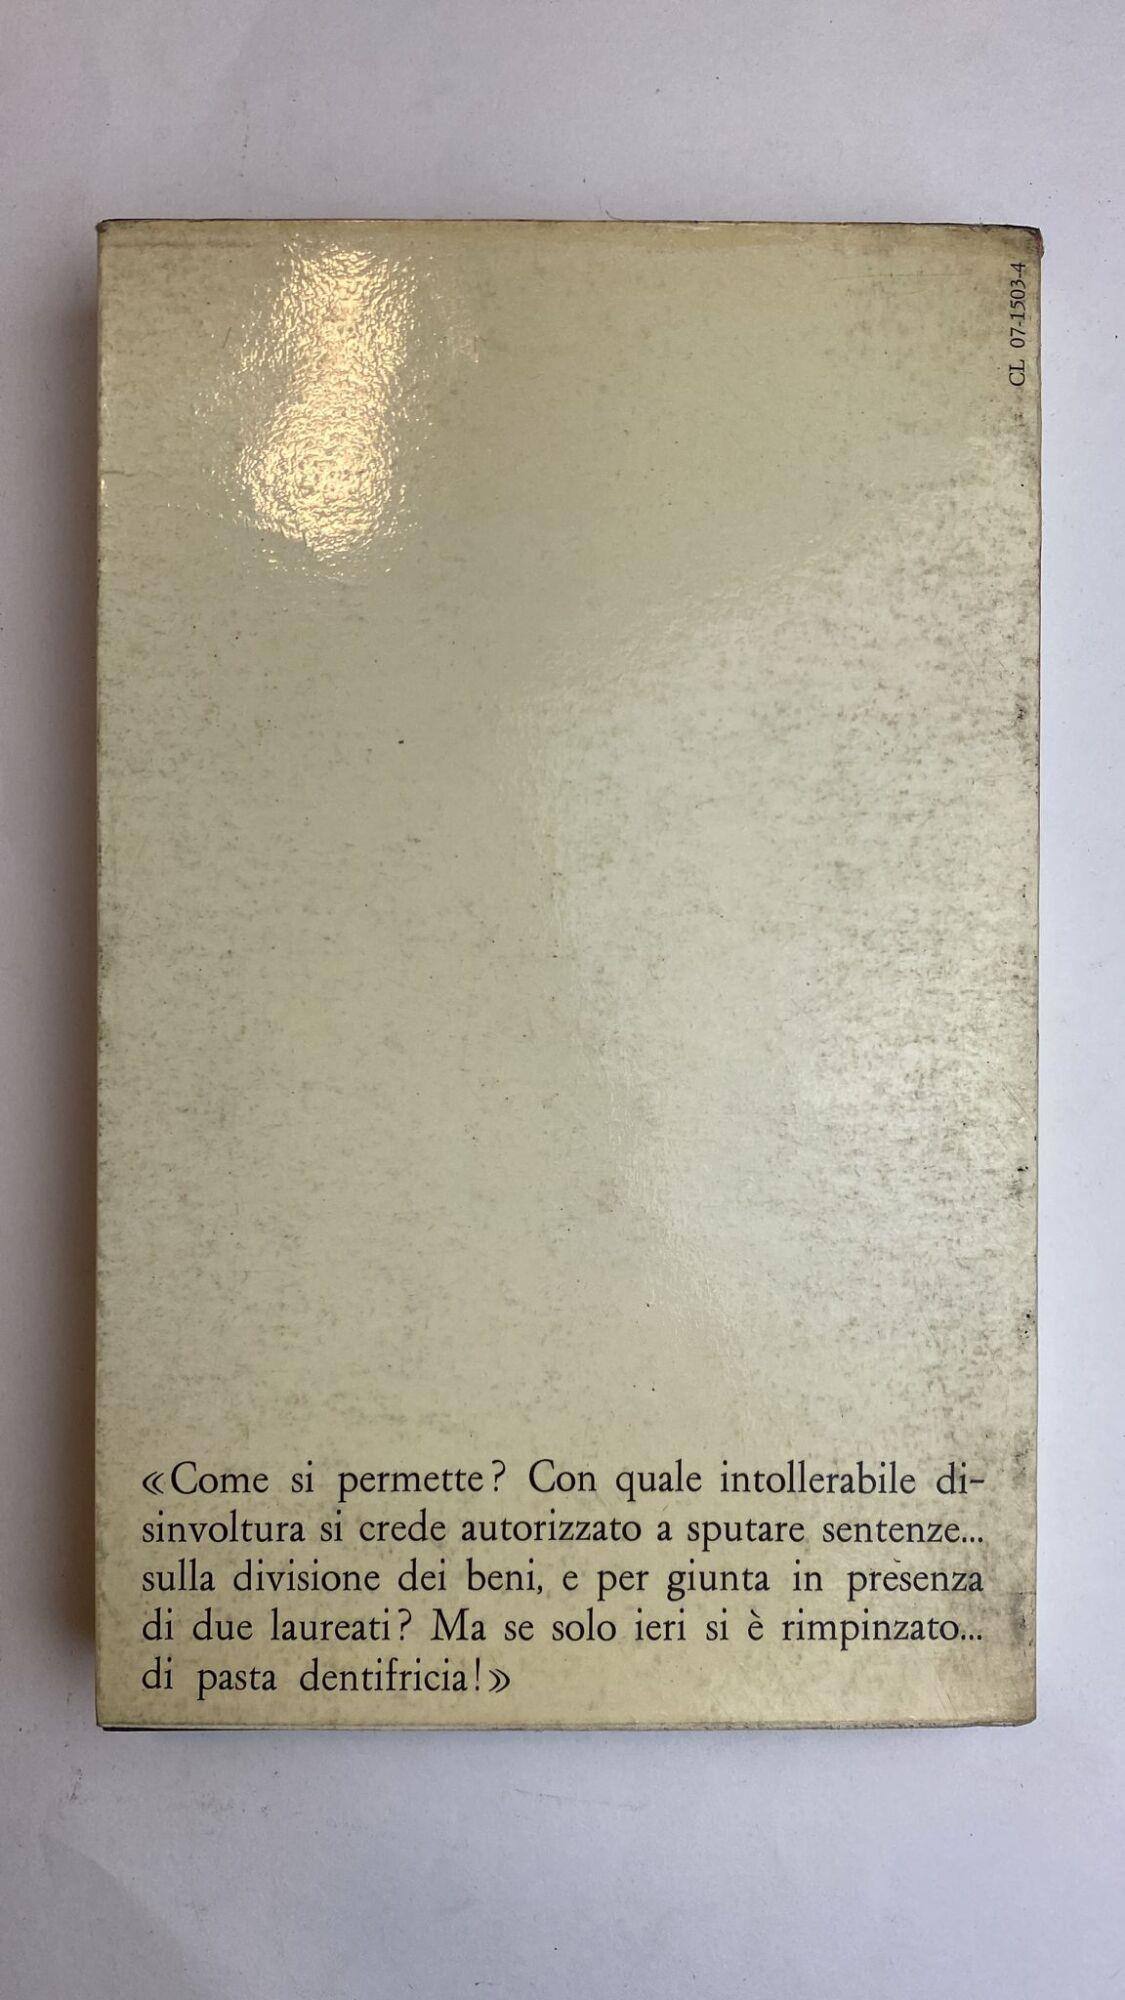 CL 07-1503-4
«Come si permette? Con quale intollerabile di-
sinvoltura si crede autorizzato a sputare sentenze...
sulla divisione dei beni, e per giunta in presenza
di due laureati? Ma se solo ieri si è rimpinzato...
di pasta dentifricia!»